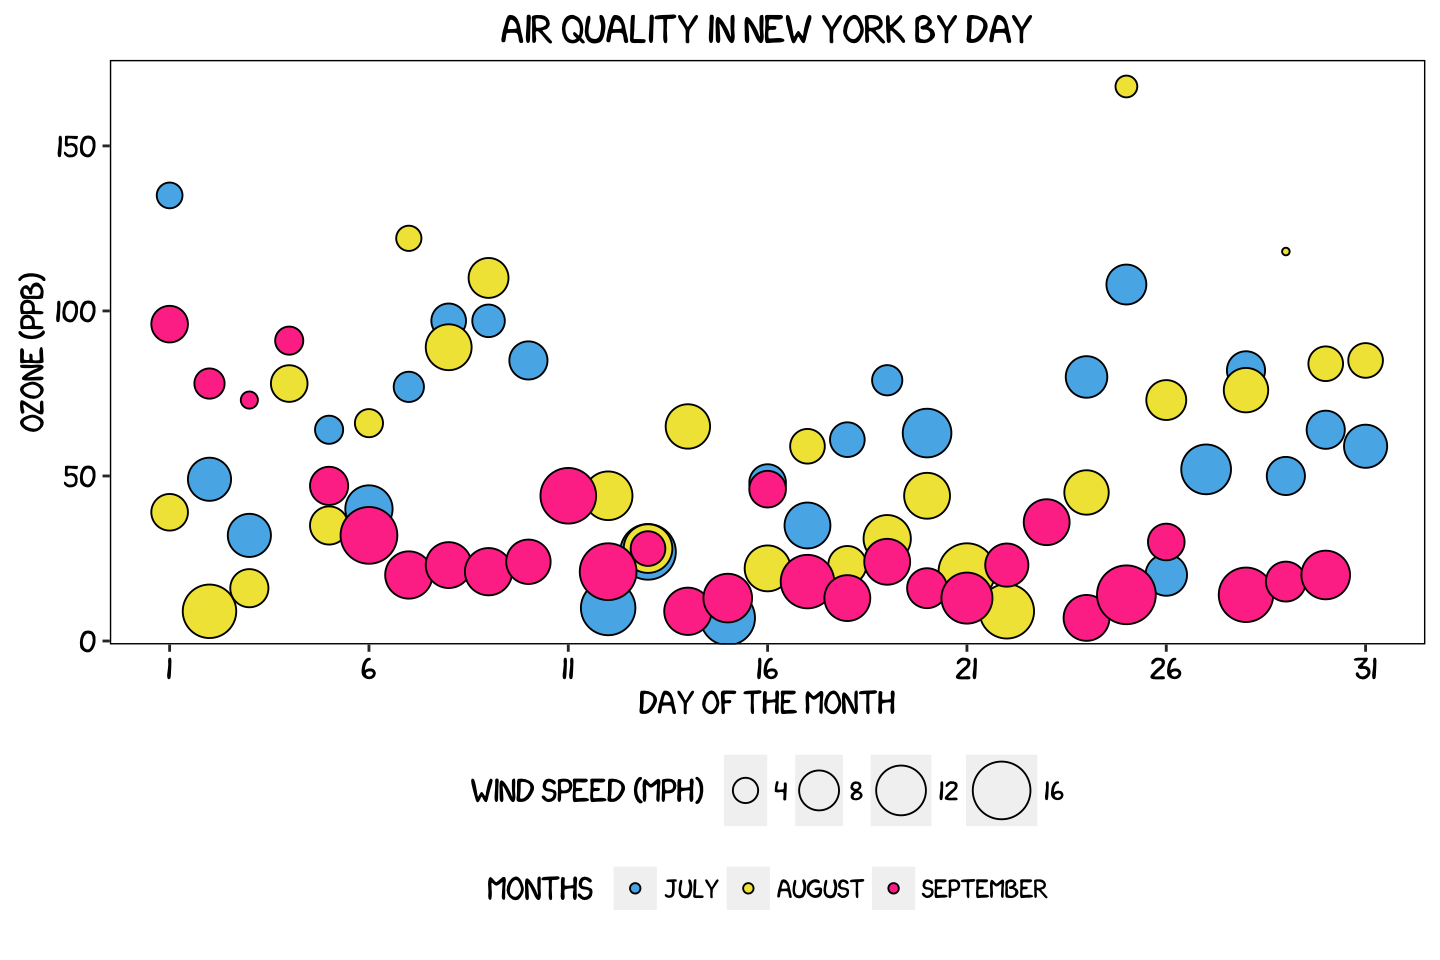 AIR QUALITY IN NEW YORK BY DAY
OZONE (PPB)
150
100
50
0
1 6 11 16 21 26 31
DAY OF THE MONTH
WIND SPEED (MPH) 4 8 12 16
MONTHS JULY AUGUST SEPTEMBER